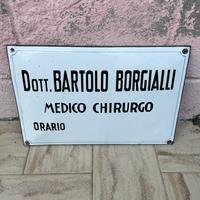 DOTT. BARTOLO BORGIALLI
MEDICO CHIRURGO
ORARIO